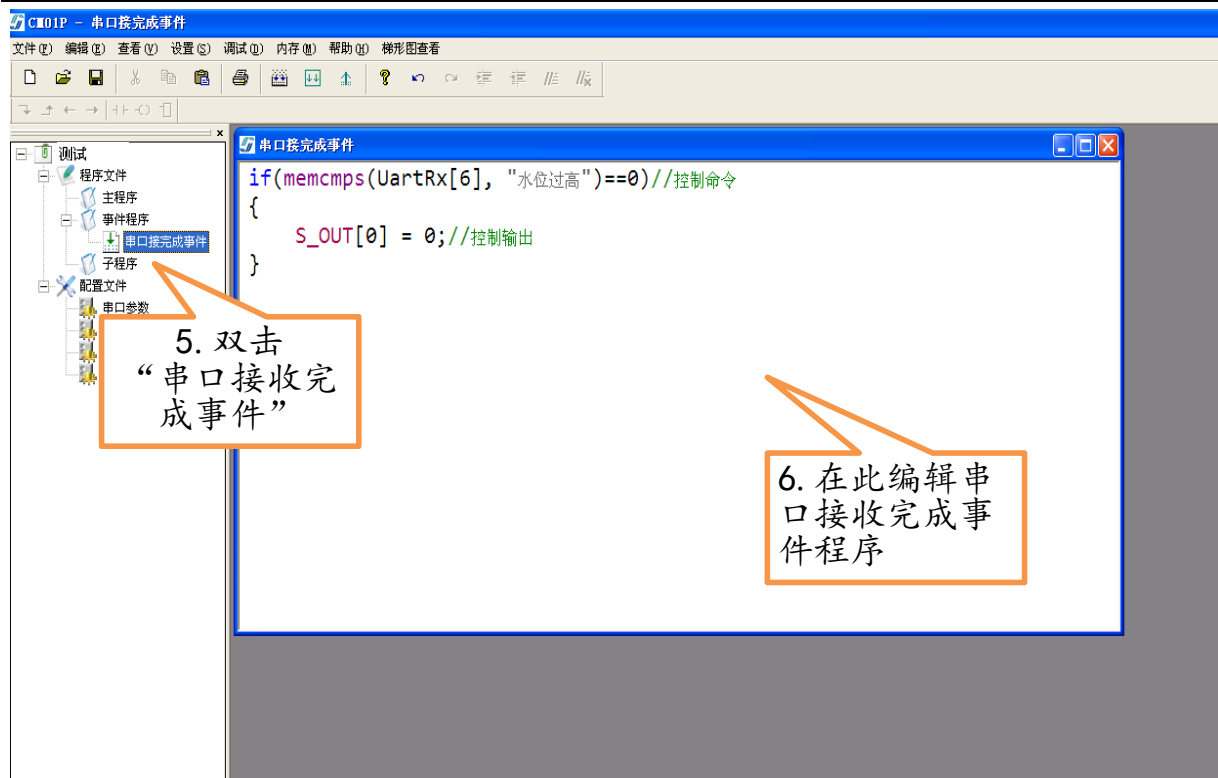 CM01P - 串口接完成事件
文件(F) 编辑(E) 查看(V) 设置(S) 调试(D) 内存(M) 帮助(H) 梯形图查看
测试
程序文件
主程序
事件程序
串口接完成事件
子程序
配置文件
串口参数
串口接完成事件
if(memcmps(UartRx[6], "水位过高")==0)//控制命令
{
S_OUT[0] = 0;//控制输出
}
5. 双击
“串口接收完
成事件”
6. 在此编辑串
口接收完成事
件程序